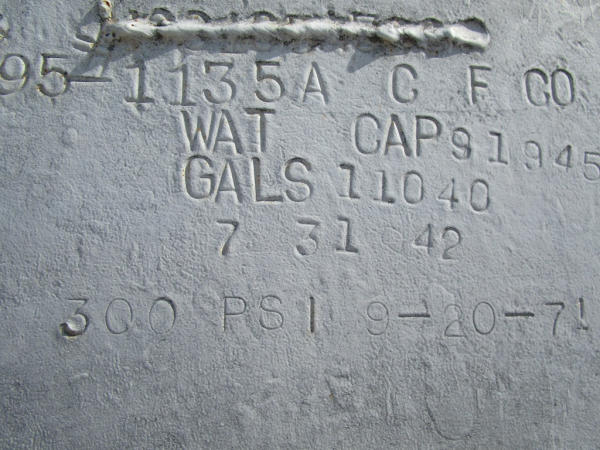 95-1135A C F CO
WAT CAP 91945
GALS 11040
7 31 42
300 PSI 9-20-71